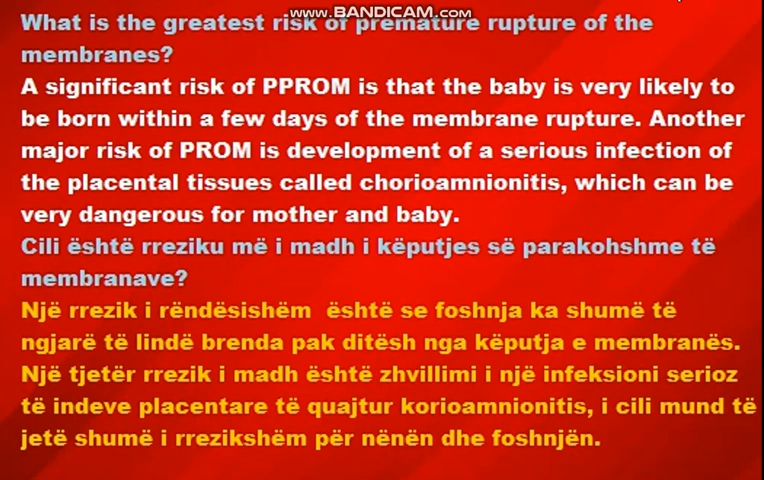 www.BANDICAM.com
What is the greatest risk of premature rupture of the
membranes?
A significant risk of PPROM is that the baby is very likely to
be born within a few days of the membrane rupture. Another
major risk of PROM is development of a serious infection of
the placental tissues called chorioamnionitis, which can be
very dangerous for mother and baby.
Cili është rreziku më i madh i këputjes së parakohshme të
membranave?
Një rrezik i rëndësishëm është se foshnja ka shumë të
ngjarë të lindë brenda pak ditësh nga këputja e membranës.
Një tjetër rrezik i madh është zhvillimi i një infeksioni serioz
të indeve placentare të quajtur korioamnionitis, i cili mund të
jetë shumë i rrezikshëm për nënën dhe foshnjën.